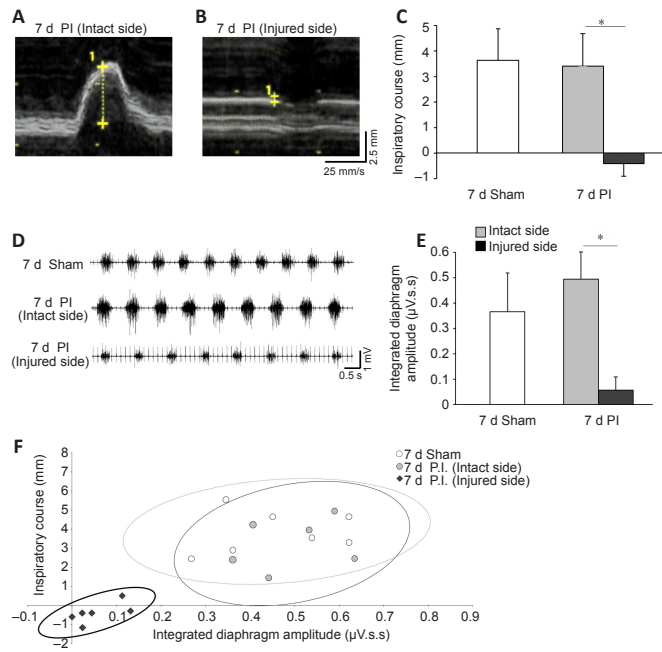 A
7 d PI (Intact side)
1
B
7 d PI (Injured side)
1
2.5 mm
25 mm/s
C
Inspiratory course (mm)
5
4
3
2
1
0
–1
*
7 d Sham
7 d PI
D
7 d Sham
7 d PI
(Intact side)
7 d PI
(Injured side)
0.5 s
1 mV
E
Intact side
Injured side
Integrated diaphragm
amplitude (µV.s.s)
0.6
0.5
0.4
0.3
0.2
0.1
0
*
7 d Sham
7 d PI
F
Inspiratory course (mm)
8
7
6
5
4
3
2
1
0
–1
–2
7 d Sham
7 d P.I. (Intact side)
7 d P.I. (Injured side)
–0.1 0.1 0.2 0.3 0.4 0.5 0.6 0.7 0.8 0.9
Integrated diaphragm amplitude (µV.s.s)